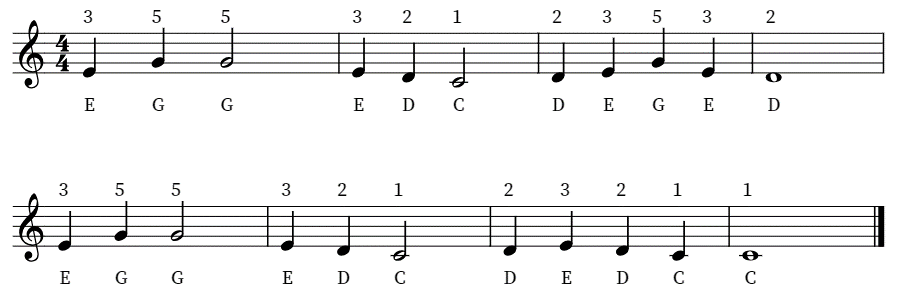 3 5 5 3 2 1 2 3 5 3 2
4
4
E G G E D C D E G E D
3 5 5 3 2 1 2 3 2 1 1
E G G E D C D E D C C